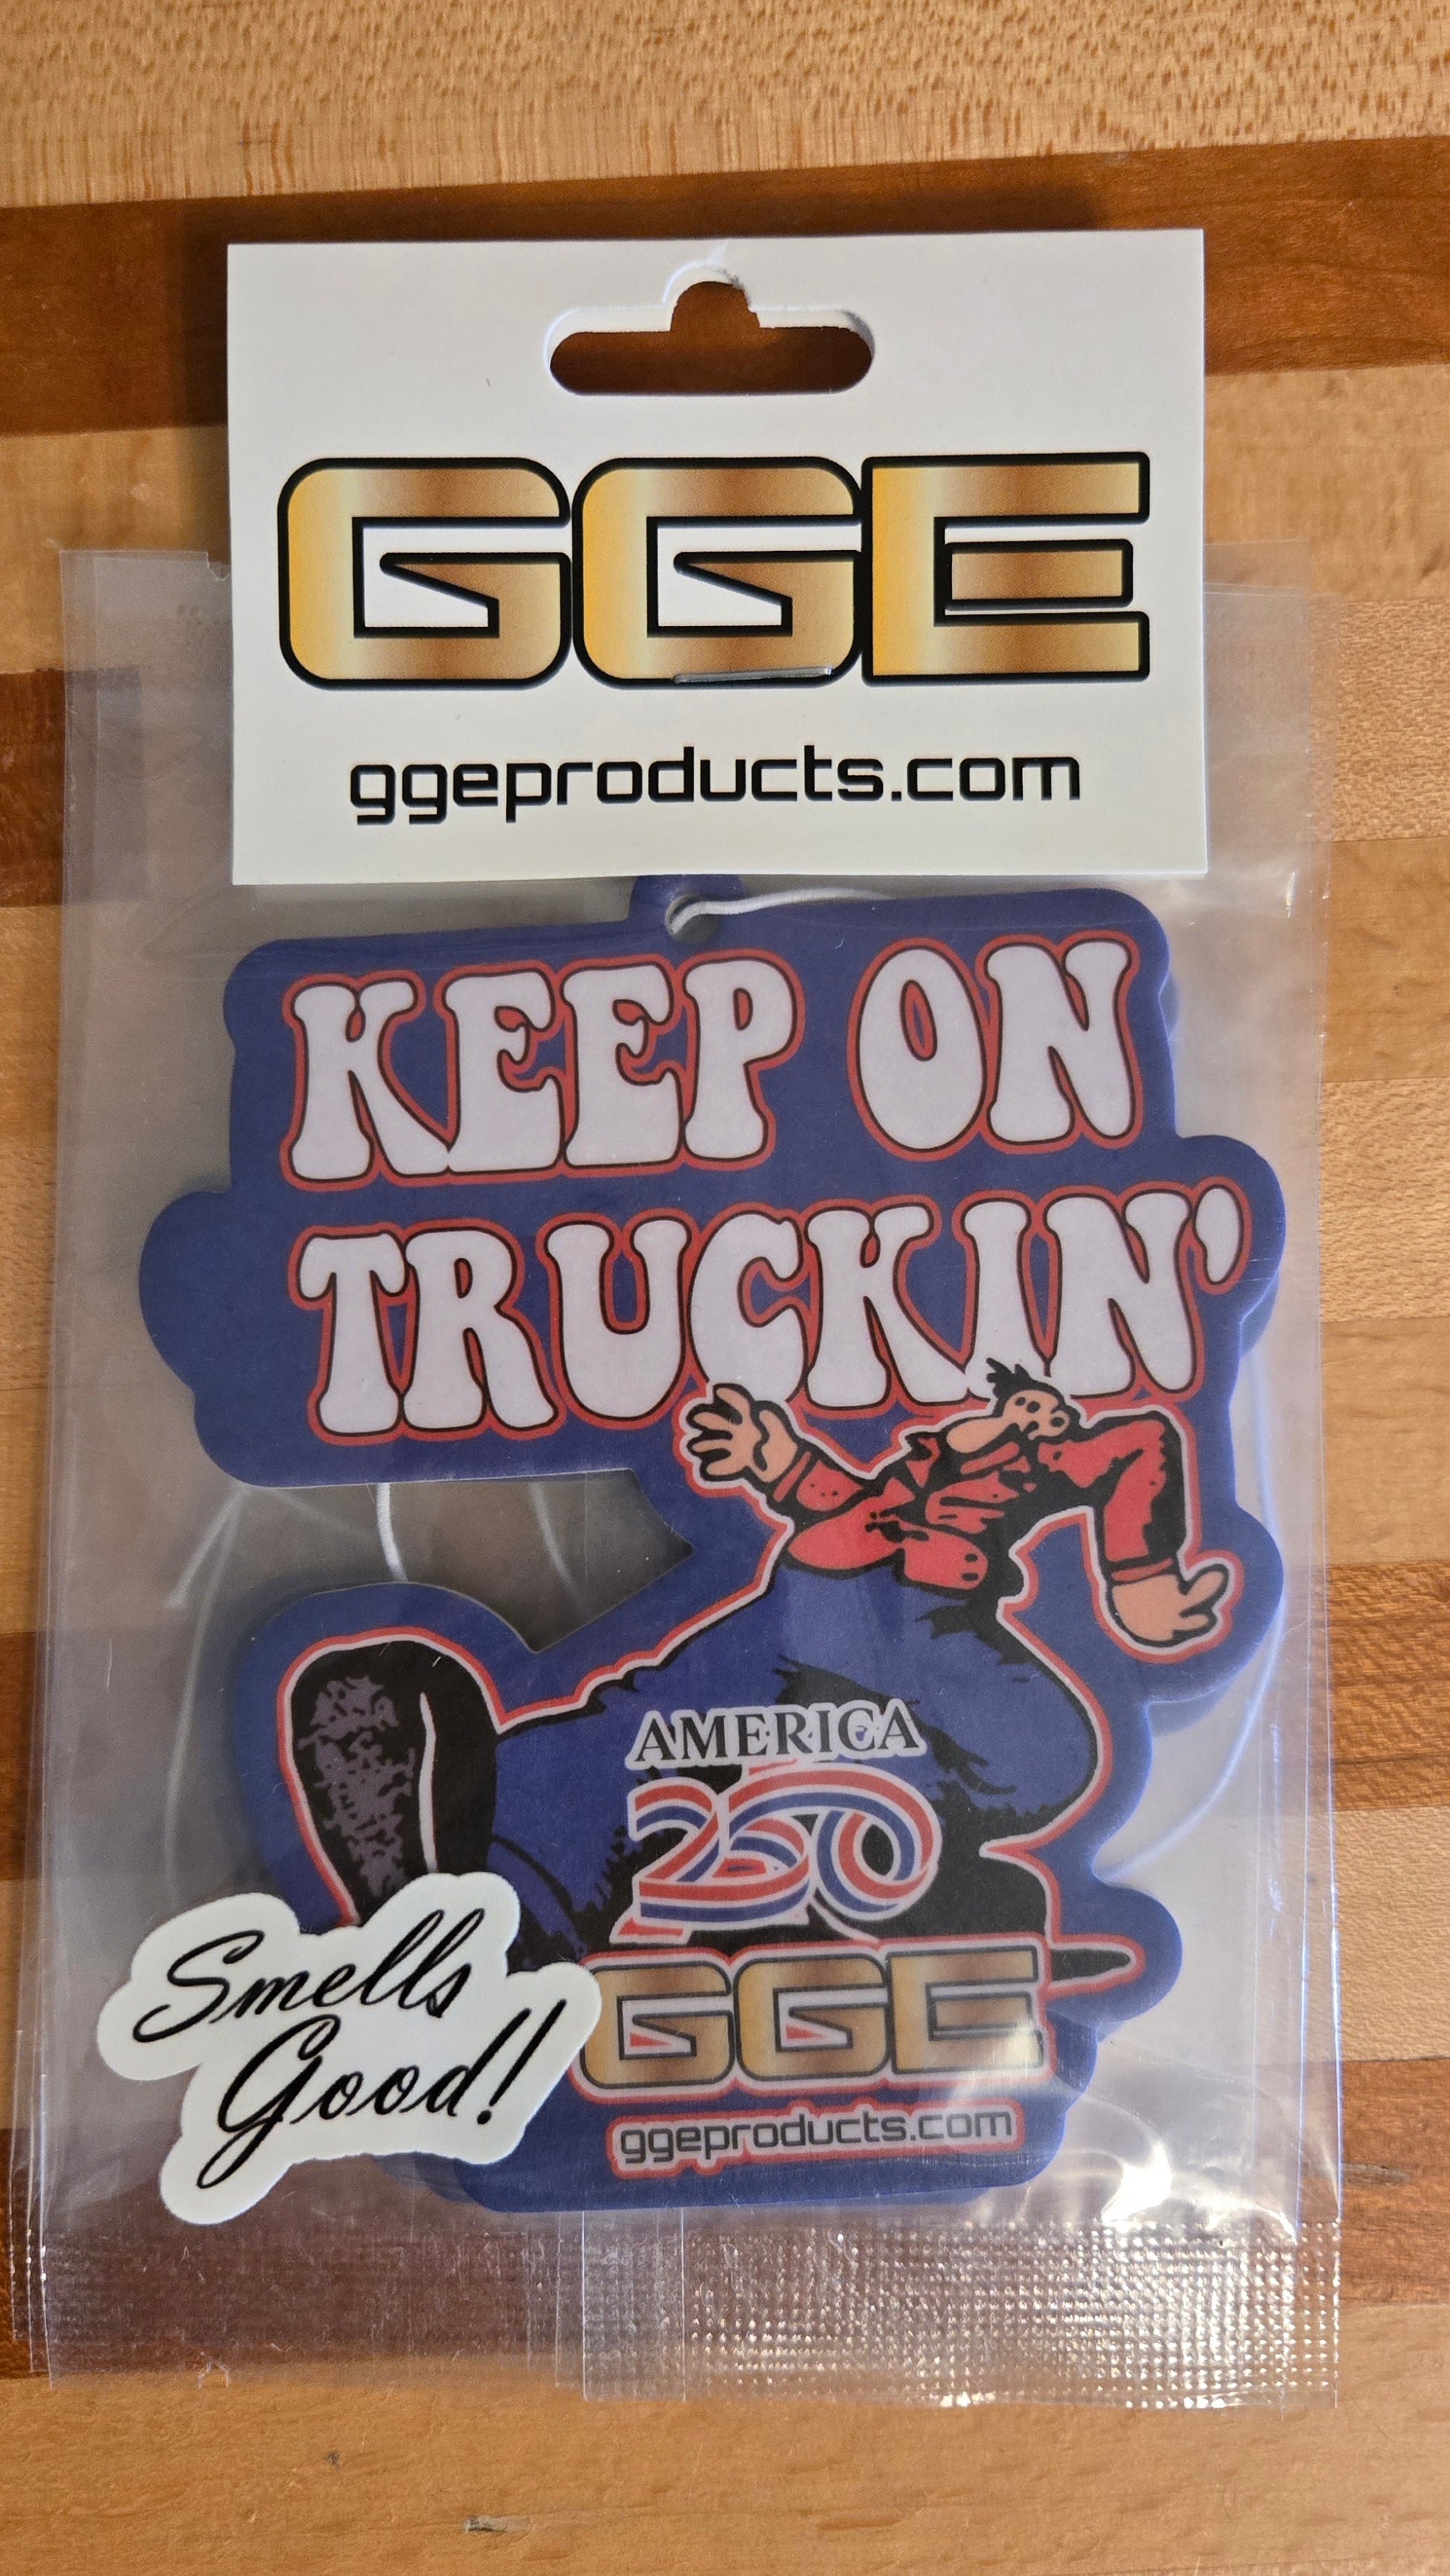 GGE
ggeproducts.com
KEEP ON
TRUCKIN'
AMERICA
250
Smells
Good!
GGE
ggeproducts.com